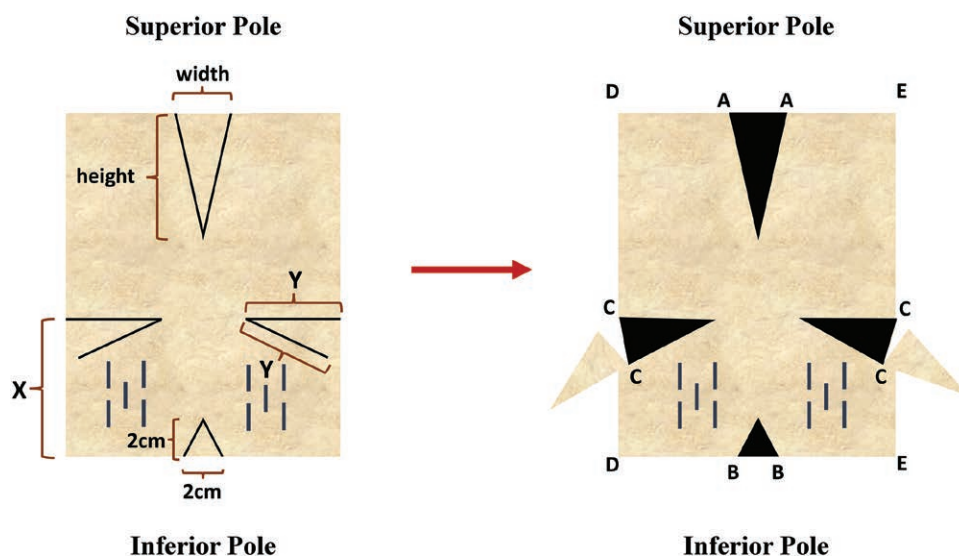 Superior Pole
width
height
Y
Y
X
2cm
2cm
Inferior Pole
Superior Pole
D
A
A
E
C
C
C
C
D
B
B
E
Inferior Pole